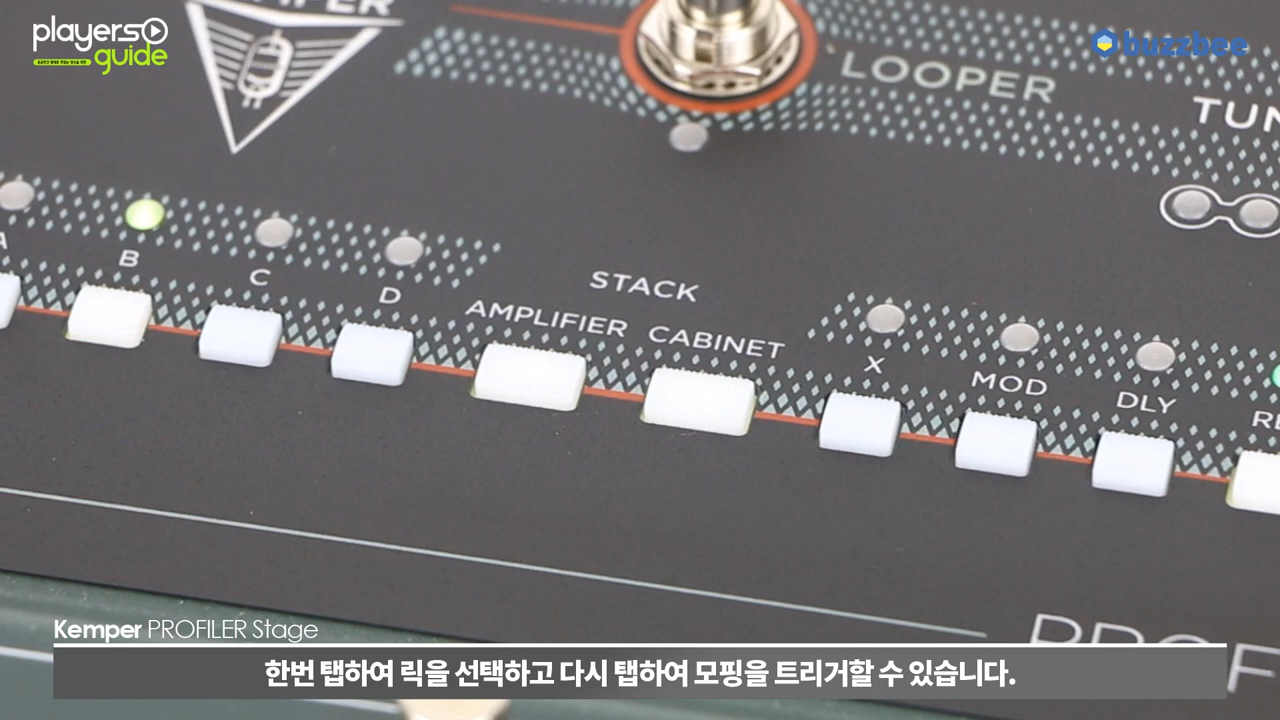 players
guide
buzzbee
LOOPER
B
C
D
STACK
AMPLIFIER CABINET
X
MOD
DLY
Kemper PROFILER Stage
한번 탭하여 릭을 선택하고 다시 탭하여 모핑을 트리거할 수 있습니다.